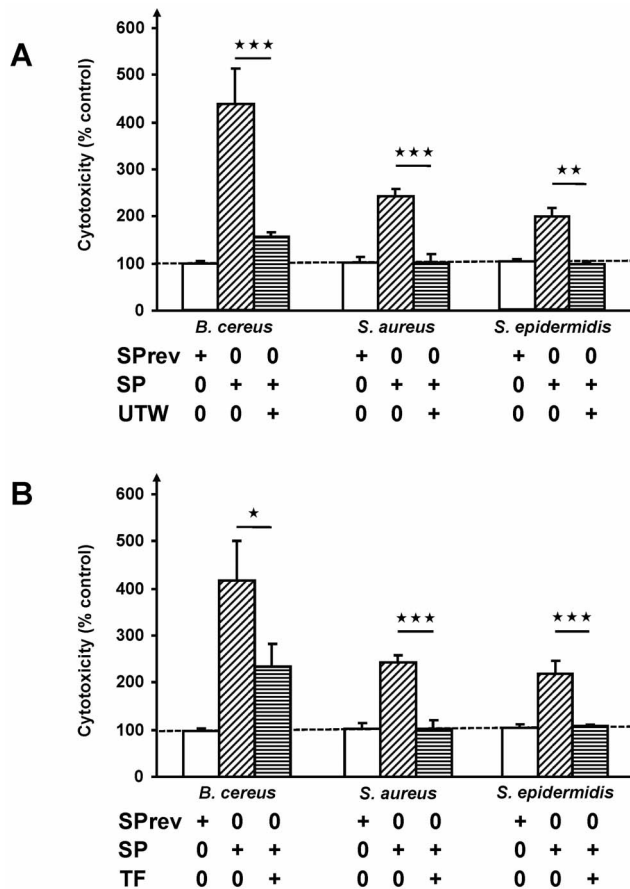 A
Cytotoxicity (% control)
600
500
400
300
200
100
0
★★★
★★★
★★
B. cereus S. aureus S. epidermidis
SPrev + 0 0 + 0 0 + 0 0
SP 0 + + 0 + + 0 + +
UTW 0 0 + 0 0 + 0 0 +
B
Cytotoxicity (% control)
600
500
400
300
200
100
0
★
★★★
★★★
B. cereus S. aureus S. epidermidis
SPrev + 0 0 + 0 0 + 0 0
SP 0 + + 0 + + 0 + +
TF 0 0 + 0 0 + 0 0 +